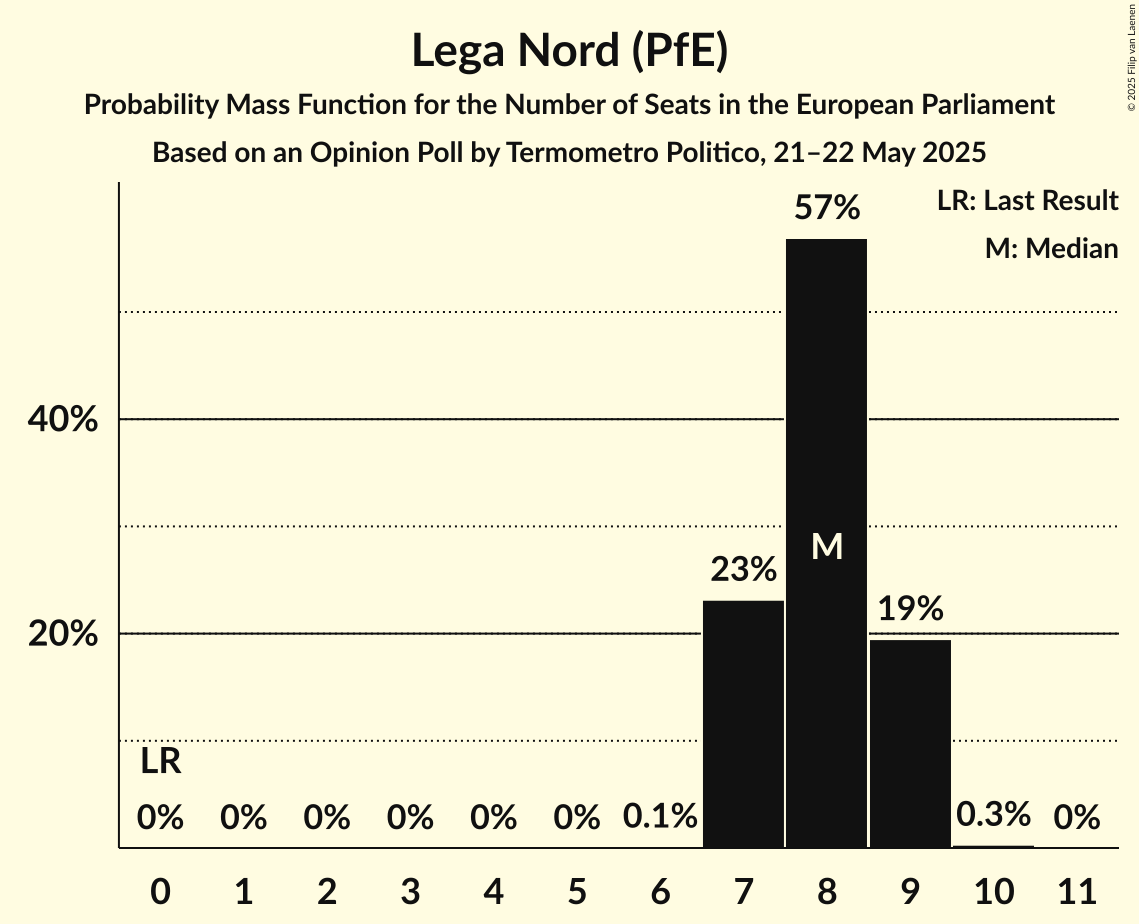 Lega Nord (PfE)
Probability Mass Function for the Number of Seats in the European Parliament
Based on an Opinion Poll by Termometro Politico, 21–22 May 2025
© 2025 Filip van Laenen
LR: Last Result
M: Median
57%
40%
M
23%
19%
20%
LR
0% 0% 0% 0% 0% 0% 0.1% 0.3% 0%
0 1 2 3 4 5 6 7 8 9 10 11